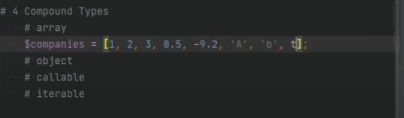 # 4 Compound Types
# array
$companies = [1, 2, 3, 0.5, -9.2, 'A', 'b', t];
# object
# callable
# iterable